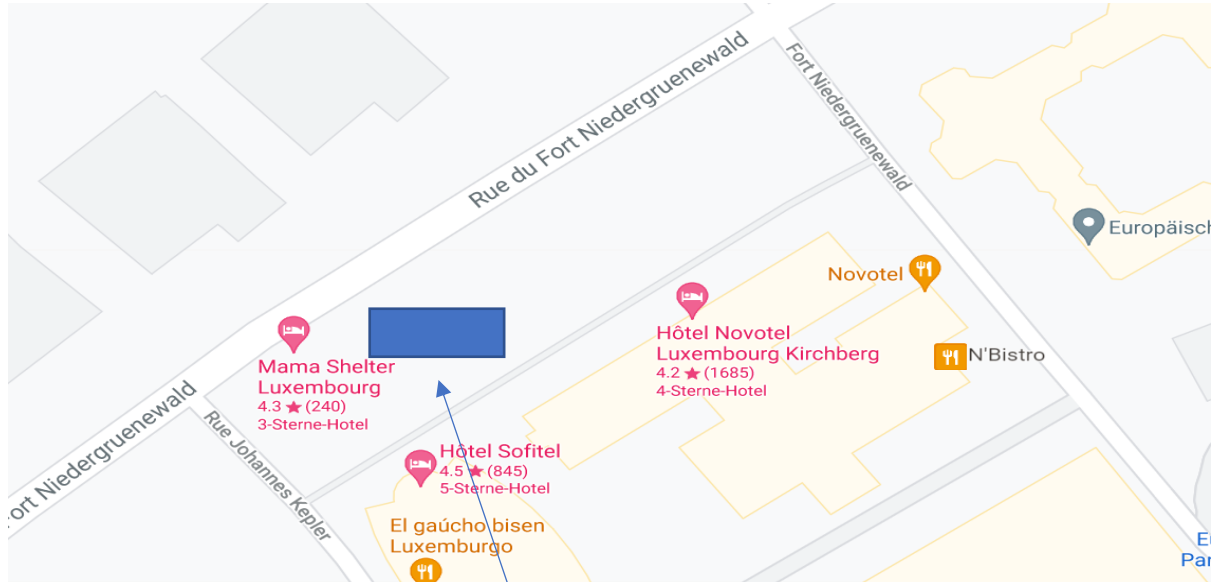 Rue du Fort Niedergruenewald
Fort Niedergruenewald
Europäisch
Novotel
Hôtel Novotel
Luxembourg Kirchberg
4.2 ★ (1685)
4-Sterne-Hotel
N'Bistro
Mama Shelter
Luxembourg
4.3 ★ (240)
3-Sterne-Hotel
Fort Niedergruenewald
Rue Johannes Kepler
Hôtel Sofitel
4.5 ★ (845)
5-Sterne-Hotel
El gaúcho bisen
Luxemburgo